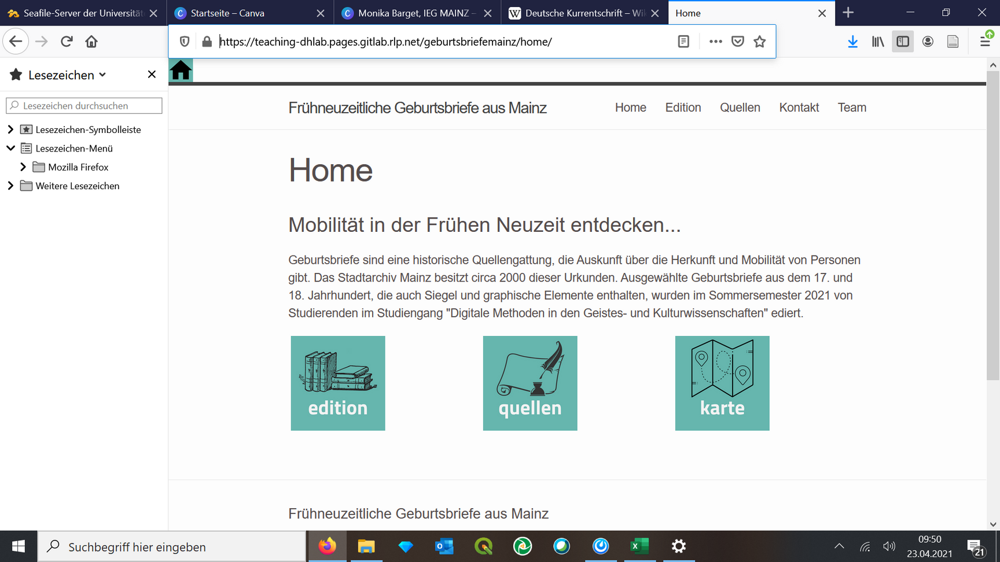 Seafile-Server der Universität
Startseite – Canva
Monika Barget, IEG MAINZ –
Deutsche Kurrentschrift – Wik
Home
https://teaching-dhlab.pages.gitlab.rlp.net/geburtsbriefemainz/home/
Lesezeichen
Lesezeichen durchsuchen
Lesezeichen-Symbolleiste
Lesezeichen-Menü
Mozilla Firefox
Weitere Lesezeichen
Frühneuzeitliche Geburtsbriefe aus Mainz
Home Edition Quellen Kontakt Team
Home
Mobilität in der Frühen Neuzeit entdecken...
Geburtsbriefe sind eine historische Quellengattung, die Auskunft über die Herkunft und Mobilität von Personen
gibt. Das Stadtarchiv Mainz besitzt circa 2000 dieser Urkunden. Ausgewählte Geburtsbriefe aus dem 17. und
18. Jahrhundert, die auch Siegel und graphische Elemente enthalten, wurden im Sommersemester 2021 von
Studierenden im Studiengang "Digitale Methoden in den Geistes- und Kulturwissenschaften" ediert.
edition
quellen
karte
Frühneuzeitliche Geburtsbriefe aus Mainz
Suchbegriff hier eingeben
09:50
23.04.2021
21